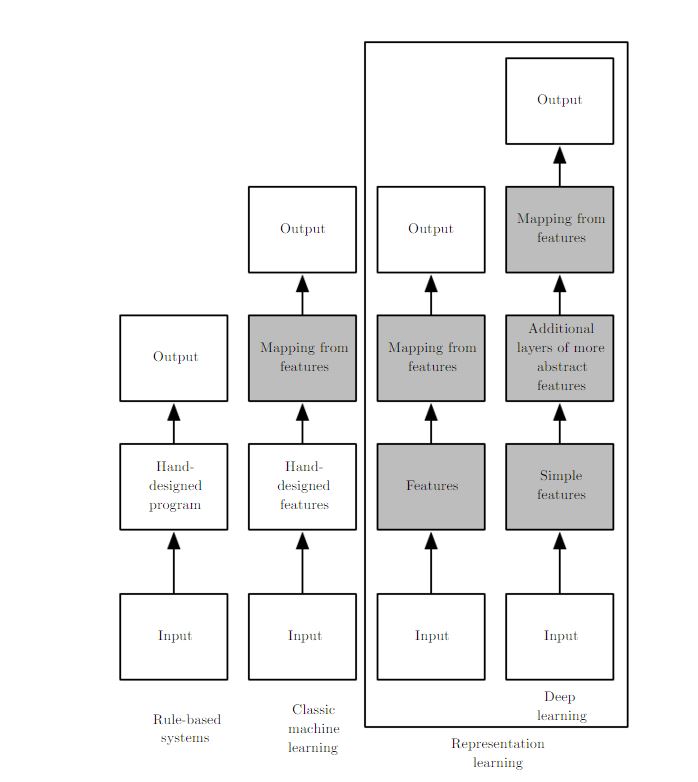 Output
Output
Output
Mapping from
features
Output
Mapping from
features
Mapping from
features
Additional
layers of more
abstract
features
Hand-
designed
program
Hand-
designed
features
Features
Simple
features
Input
Input
Input
Input
Rule-based
systems
Classic
machine
learning
Deep
learning
Representation
learning